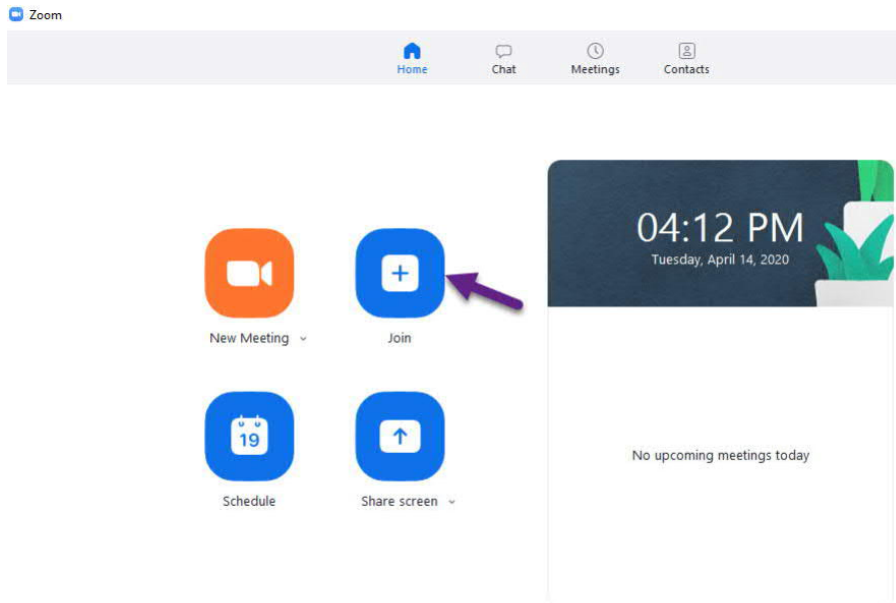 Zoom
Home
Chat
Meetings
Contacts
04:12 PM
Tuesday, April 14, 2020
New Meeting
Join
19
Schedule
Share screen
No upcoming meetings today